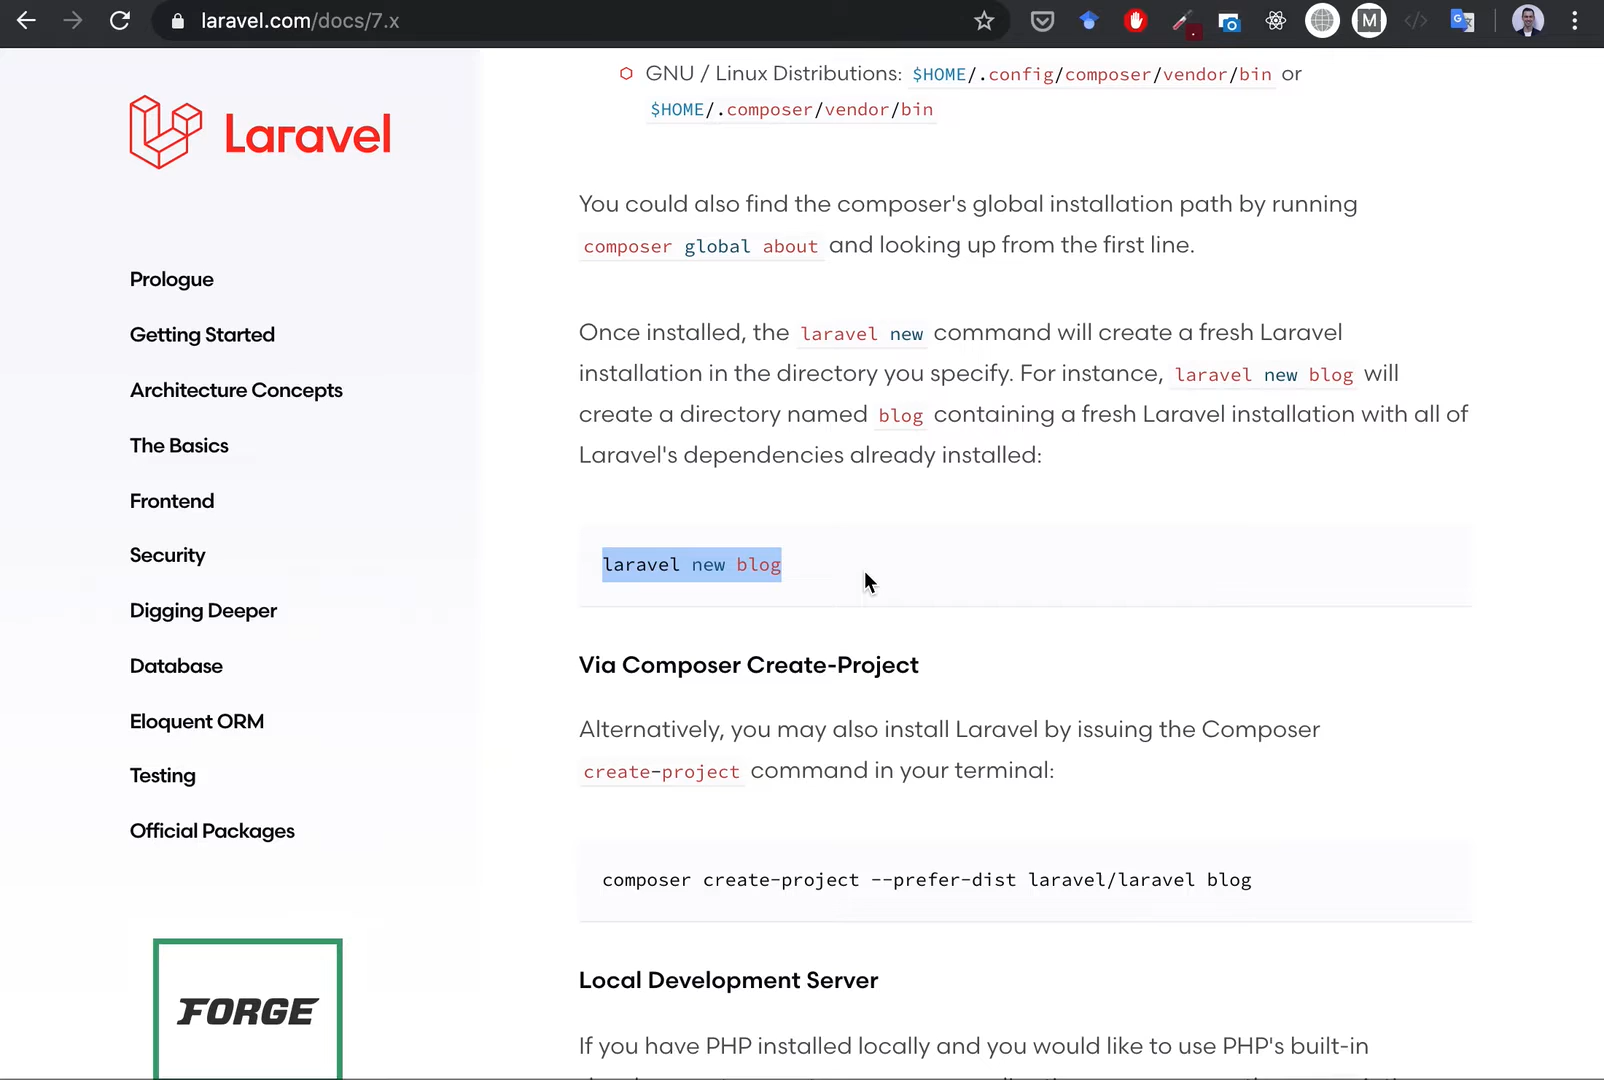 laravel.com/docs/7.x
M
Laravel
Prologue
Getting Started
Architecture Concepts
The Basics
Frontend
Security
Digging Deeper
Database
Eloquent ORM
Testing
Official Packages
FORGE
GNU / Linux Distributions: $HOME/.config/composer/vendor/bin or
$HOME/.composer/vendor/bin
You could also find the composer's global installation path by running
composer global about and looking up from the first line.
Once installed, the laravel new command will create a fresh Laravel
installation in the directory you specify. For instance, laravel new blog will
create a directory named blog containing a fresh Laravel installation with all of
Laravel's dependencies already installed:
laravel new blog
Via Composer Create-Project
Alternatively, you may also install Laravel by issuing the Composer
create-project command in your terminal:
composer create-project --prefer-dist laravel/laravel blog
Local Development Server
If you have PHP installed locally and you would like to use PHP's built-in